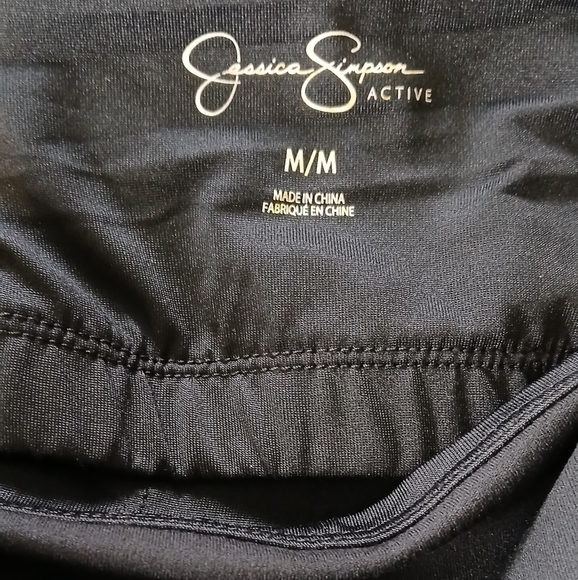 Jessica Simpson
ACTIVE
M/M
MADE IN CHINA
FABRIQUÉ EN CHINE